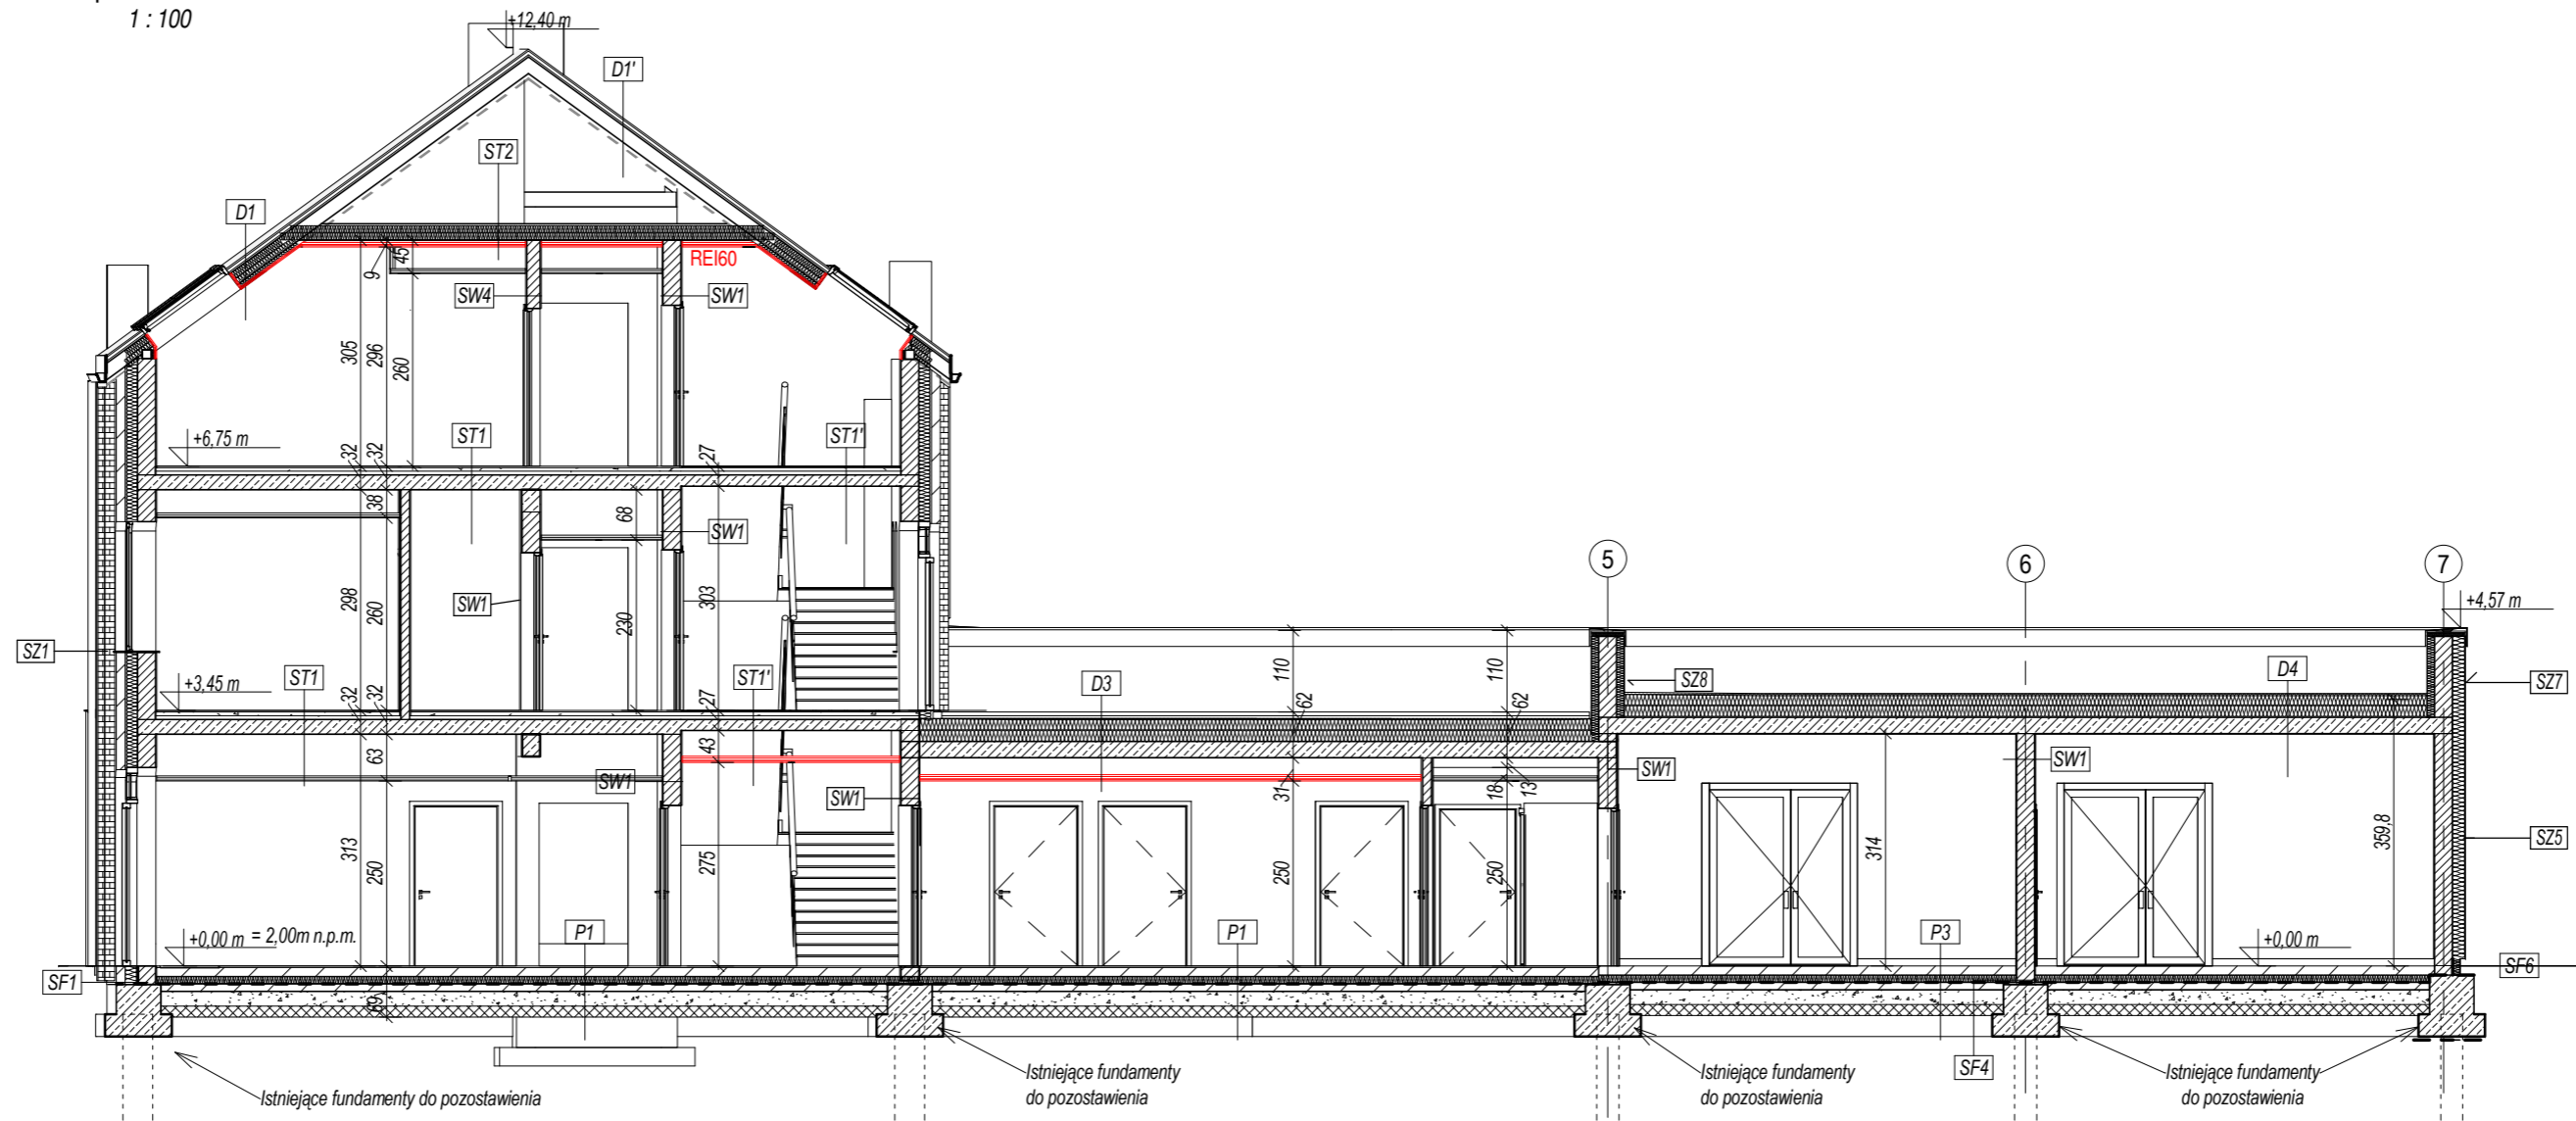 1 : 100
+12,40 m
D1'
ST2
D1
REI60
45
9
SW4
SW1
305
296
260
+6,75 m
ST1
ST1'
32
32
27
38
68
SW1
5
6
7
+4,57 m
298
260
SW1
230
303
SZ1
110
110
SZ8
D4
SZ7
ST1
ST1'
D3
+3,45 m
32
32
27
62
62
63
43
SW1
SW1
SW1
SW1
31
18
13
313
250
275
250
250
314
359,8
SZ5
+0,00 m = 2,00m n.p.m.
P1
P1
P3
+0,00 m
SF1
SF6
69
SF4
Istniejące fundamenty do pozostawienia
Istniejące fundamenty
do pozostawienia
Istniejące fundamenty
do pozostawienia
Istniejące fundamenty
do pozostawienia